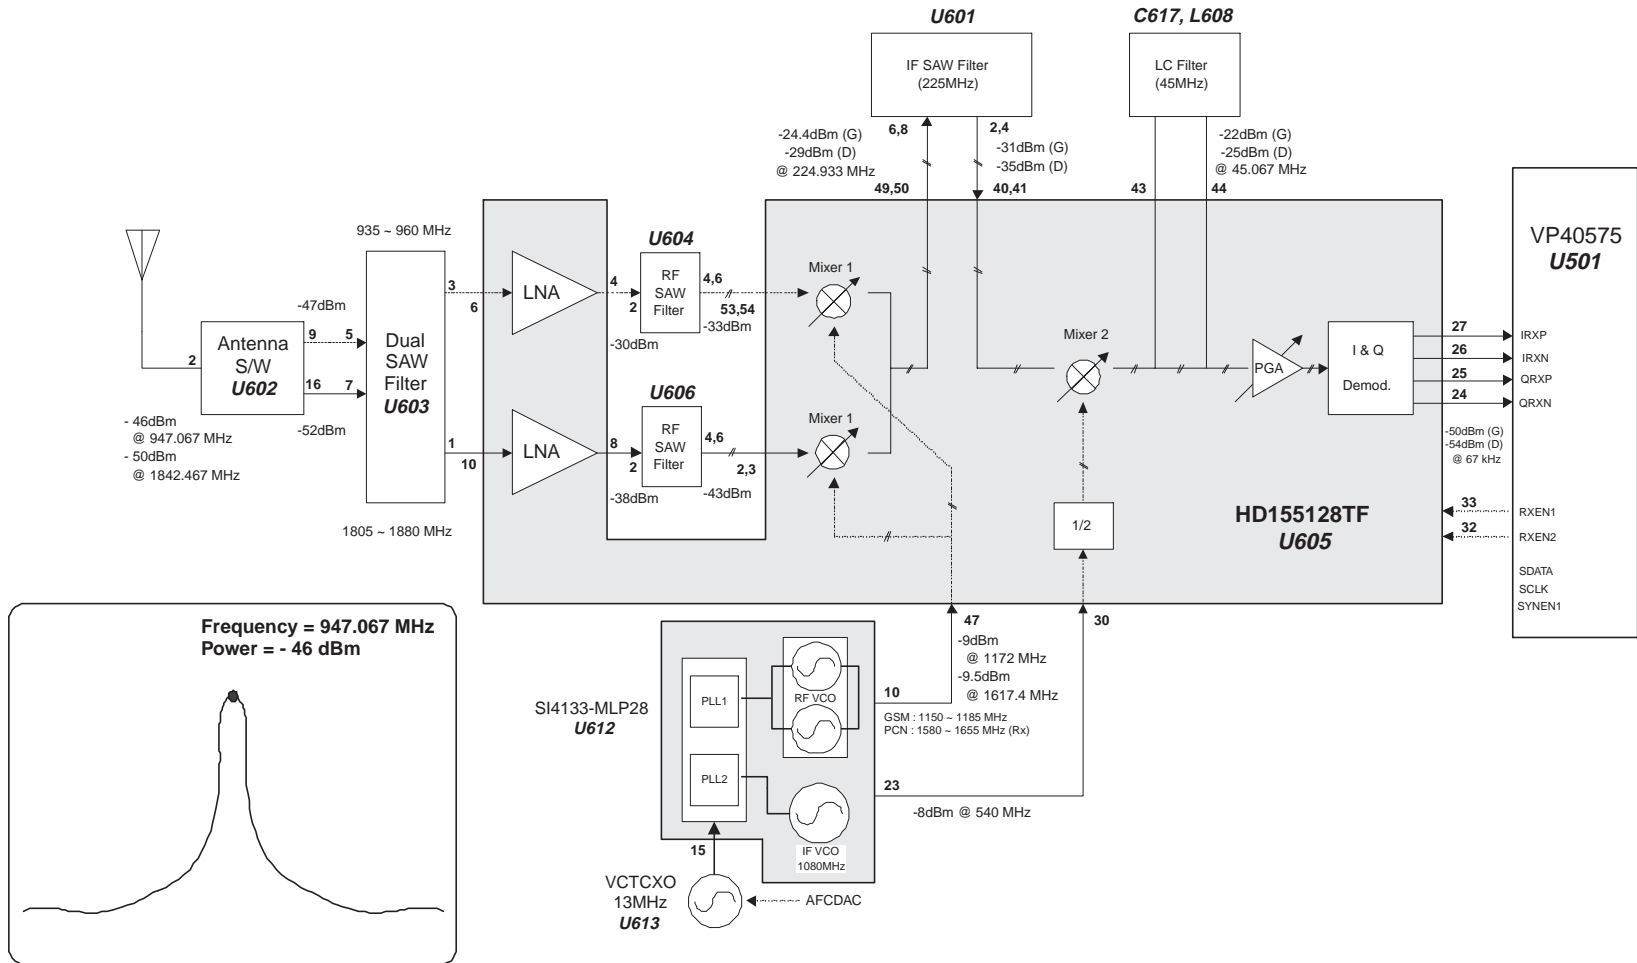 U601
C617, L608
IF SAW Filter
(225MHz)
LC Filter
(45MHz)
-24.4dBm (G)
-29dBm (D)
@ 224.933 MHz
6,8
2,4
-31dBm (G)
-35dBm (D)
-22dBm (G)
-25dBm (D)
@ 45.067 MHz
49,50
40,41
43
44
VP40575
U501
935 ~ 960 MHz
U604
RF
SAW
Filter
4,6
53,54
-33dBm
Mixer 1
3
6
LNA
4
2
-30dBm
-47dBm
9
5
Antenna
S/W
U602
2
16
7
-52dBm
Dual
SAW
Filter
U603
- 46dBm
@ 947.067 MHz
- 50dBm
@ 1842.467 MHz
1
10
LNA
8
2
-38dBm
U606
RF
SAW
Filter
4,6
2,3
-43dBm
Mixer 1
Mixer 2
PGA
I & Q
Demod.
27
IRXP
26
IRXN
25
QRXP
24
QRXN
-50dBm (G)
-54dBm (D)
@ 67 kHz
1805 ~ 1880 MHz
1/2
HD155128TF
U605
33
RXEN1
32
RXEN2
SDATA
SCLK
SYNEN1
Frequency = 947.067 MHz
Power = - 46 dBm
47
-9dBm
@ 1172 MHz
-9.5dBm
@ 1617.4 MHz
30
SI4133-MLP28
U612
PLL1
RF VCO
10
GSM : 1150 ~ 1185 MHz
PCN : 1580 ~ 1655 MHz (Rx)
PLL2
23
-8dBm @ 540 MHz
IF VCO
1080MHz
15
VCTCXO
13MHz
U613
AFCDAC